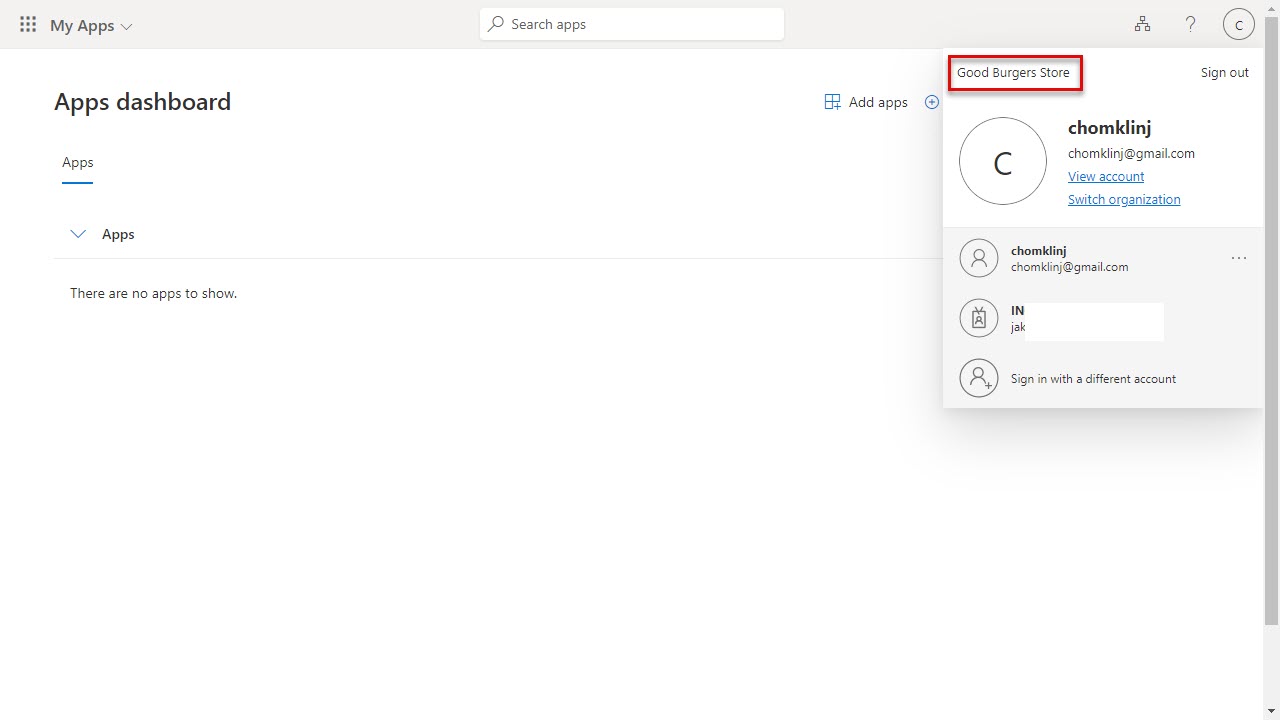 My Apps
Search apps
?
C
Good Burgers Store
Sign out
Apps dashboard
Add apps
chomklinj
C
chomklinj@gmail.com
View account
Switch organization
Apps
Apps
chomklinj
chomklinj@gmail.com
There are no apps to show.
IN
jak
Sign in with a different account